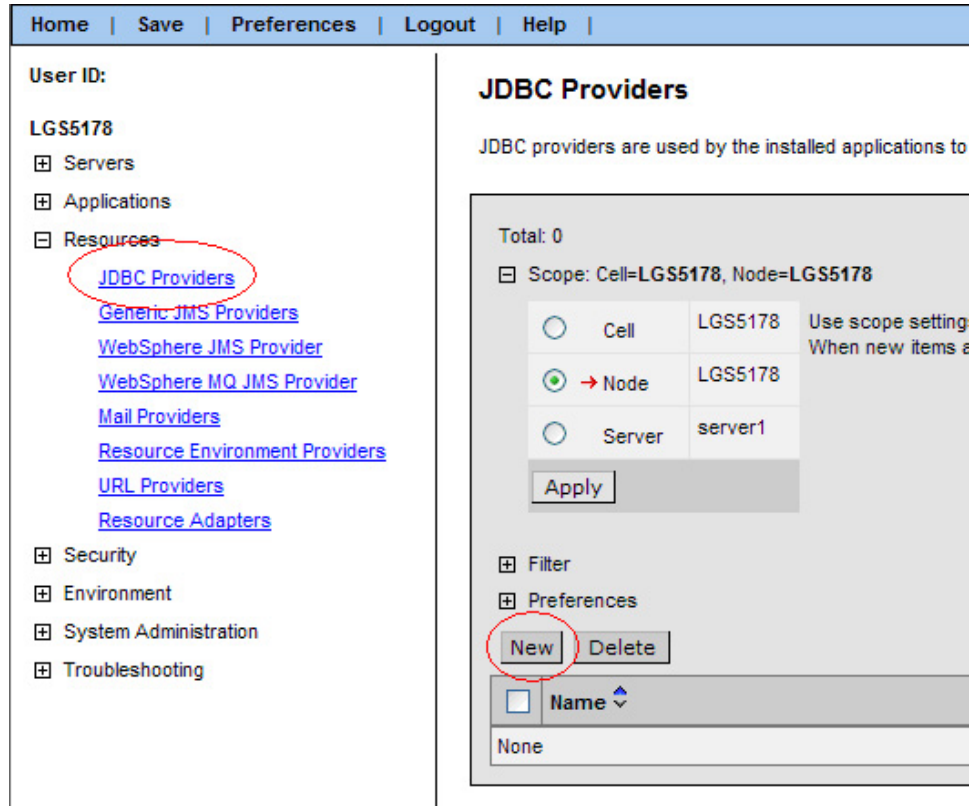 Home | Save | Preferences | Logout | Help |
User ID:
LGS5178
Servers
Applications
Resources
JDBC Providers
Generic JMS Providers
WebSphere JMS Provider
WebSphere MQ JMS Provider
Mail Providers
Resource Environment Providers
URL Providers
Resource Adapters
Security
Environment
System Administration
Troubleshooting
JDBC Providers
JDBC providers are used by the installed applications to
Total: 0
Scope: Cell=LGS5178, Node=LGS5178
Cell LGS5178 Use scope settings
When new items a
Node LGS5178
Server server1
Apply
Filter
Preferences
New Delete
Name
None